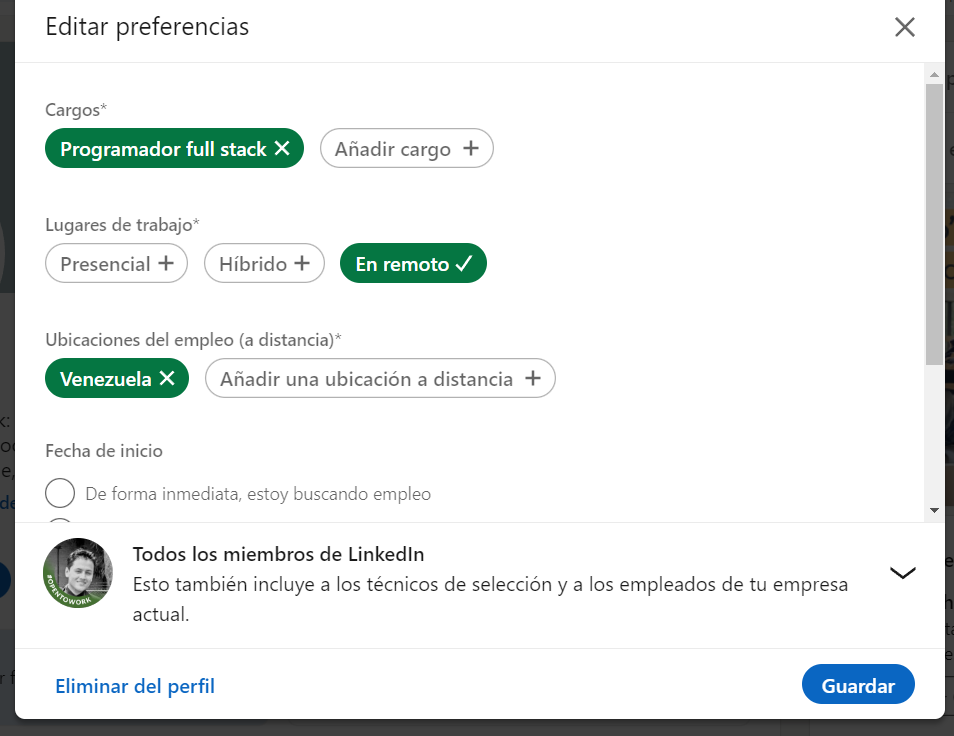 Editar preferencias
Cargos*
Programador full stack
Añadir cargo
Lugares de trabajo*
Presencial
Híbrido
En remoto
Ubicaciones del empleo (a distancia)*
Venezuela
Añadir una ubicación a distancia
Fecha de inicio
De forma inmediata, estoy buscando empleo
#OPENTOWORK
Todos los miembros de LinkedIn
Esto también incluye a los técnicos de selección y a los empleados de tu empresa
actual.
Eliminar del perfil
Guardar